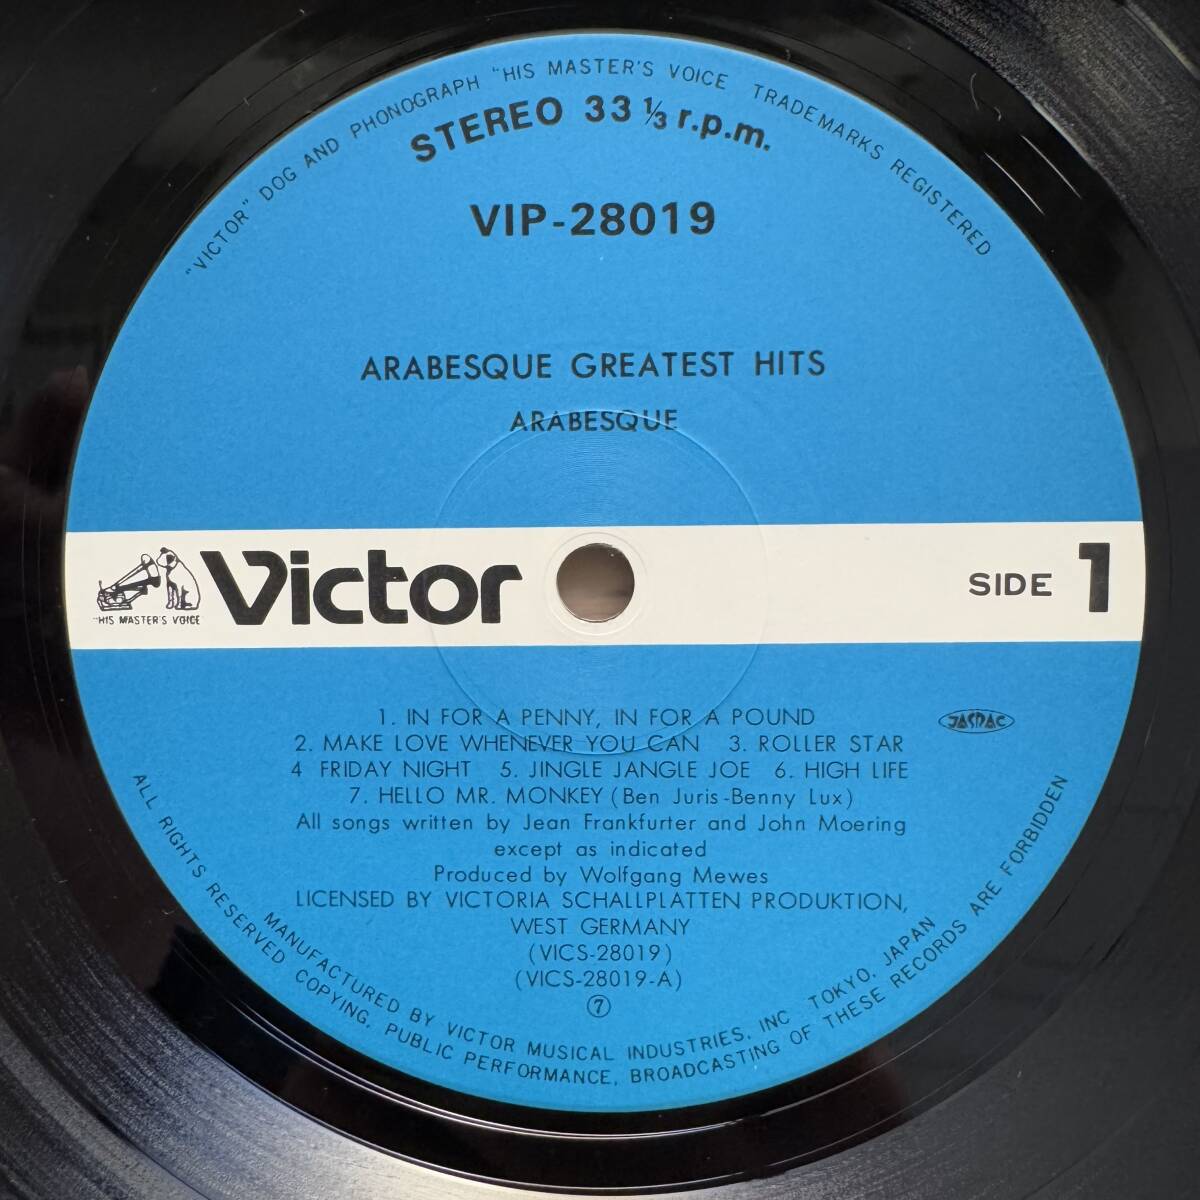 "VICTOR" DOG AND PHONOGRAPH "HIS MASTER'S VOICE TRADEMARKS REGISTERED
STEREO 33 1/3 r.p.m.
VIP-28019
ARABESQUE GREATEST HITS
ARABESQUE
"HIS MASTER'S VOICE
Victor
SIDE 1
1. IN FOR A PENNY, IN FOR A POUND
JASRAC
2. MAKE LOVE WHENEVER YOU CAN 3. ROLLER STAR
4 FRIDAY NIGHT 5. JINGLE JANGLE JOE 6. HIGH LIFE
7. HELLO MR. MONKEY (Ben Juris-Benny Lux)
All songs written by Jean Frankfurter and John Moering
except as indicated
Produced by Wolfgang Mewes
LICENSED BY VICTORIA SCHALLPLATTEN PRODUKTION,
WEST GERMANY
(VICS-28019)
(VICS-28019-A)
⑦
MANUFACTURED BY VICTOR MUSICAL INDUSTRIES, INC TOKYO, JAPAN
ALL RIGHTS RESERVED COPYING, PUBLIC PERFORMANCE, BROADCASTING OF THESE RECORDS ARE FORBIDDEN